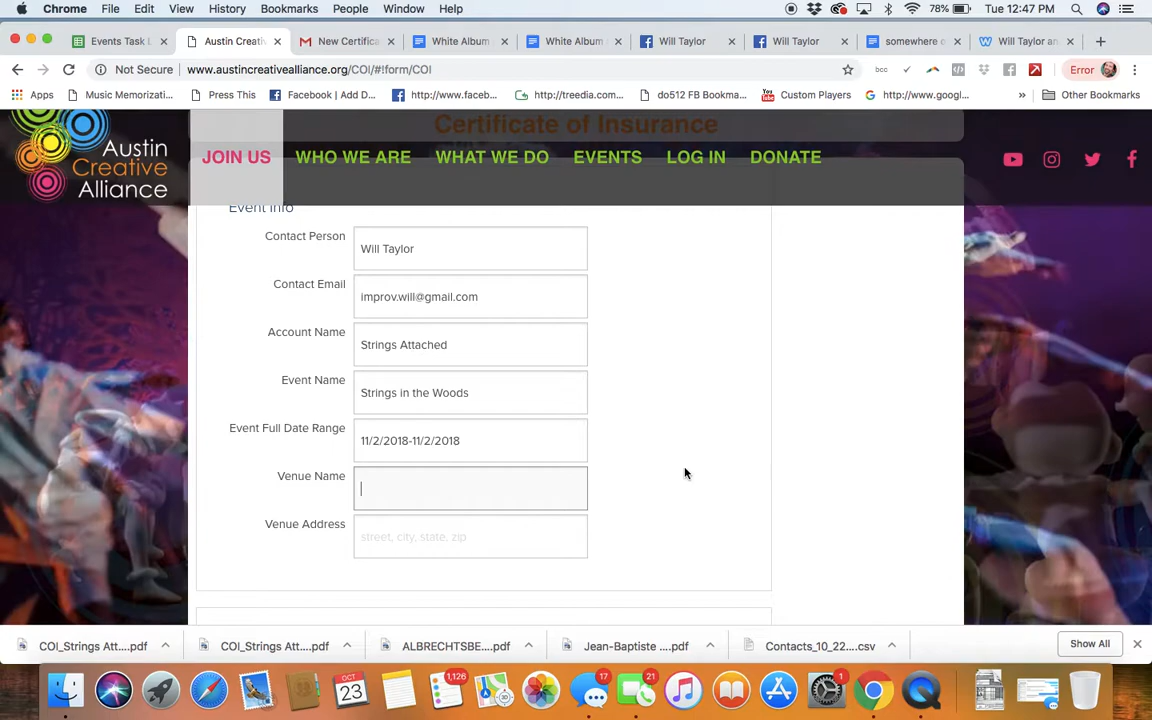 Chrome File Edit View History Bookmarks People Window Help 78% Tue 12:47 PM
Events Task L Austin Creativ New Certifica White Album White Album Will Taylor Will Taylor somewhere o Will Taylor an
Not Secure www.austincreativealliance.org/COI/#!form/COI bcc Error
Apps Music Memorizati... Press This Facebook | Add D... http://www.faceb... http://treedia.com... do512 FB Bookma... Custom Players http://www.googl... » Other Bookmarks
Certificate of Insurance
Austin
Creative
Alliance
JOIN US WHO WE ARE WHAT WE DO EVENTS LOG IN DONATE
Event Info
Contact Person Will Taylor
Contact Email improv.will@gmail.com
Account Name Strings Attached
Event Name Strings in the Woods
Event Full Date Range 11/2/2018-11/2/2018
Venue Name
Venue Address street, city, state, zip
COI_Strings Att....pdf COI_Strings Att....pdf ALBRECHTSBE....pdf Jean-Baptiste ....pdf Contacts_10_22....csv Show All
OCT 23 1,126 17 21 1